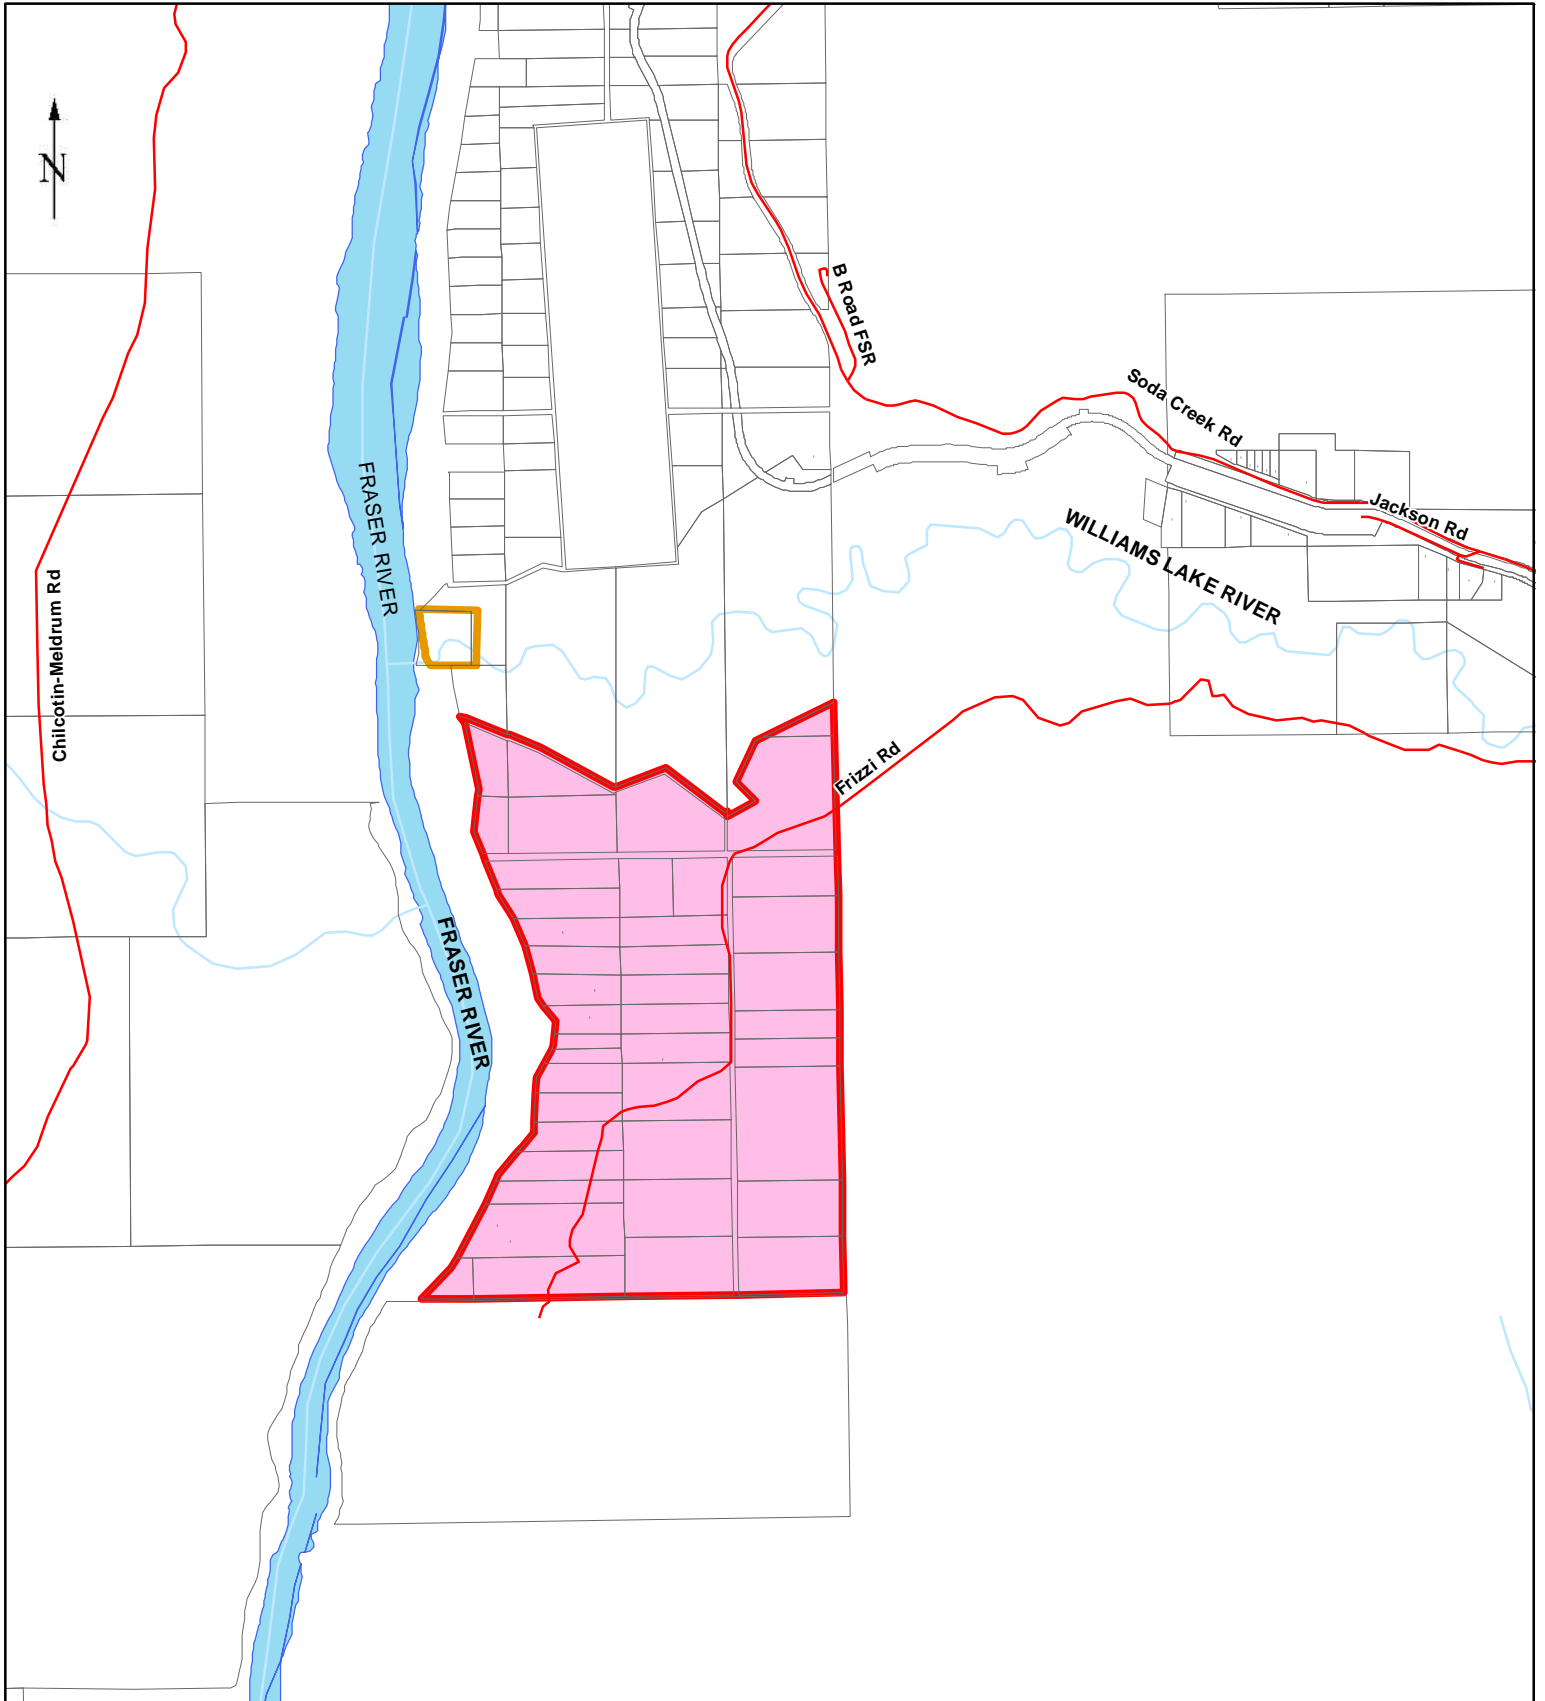 N
B Road FSR
Soda Creek Rd
FRASER RIVER
Jackson Rd
WILLIAMS LAKE RIVER
Chilcotin-Meldrum Rd
Frizzi Rd
FRASER RIVER